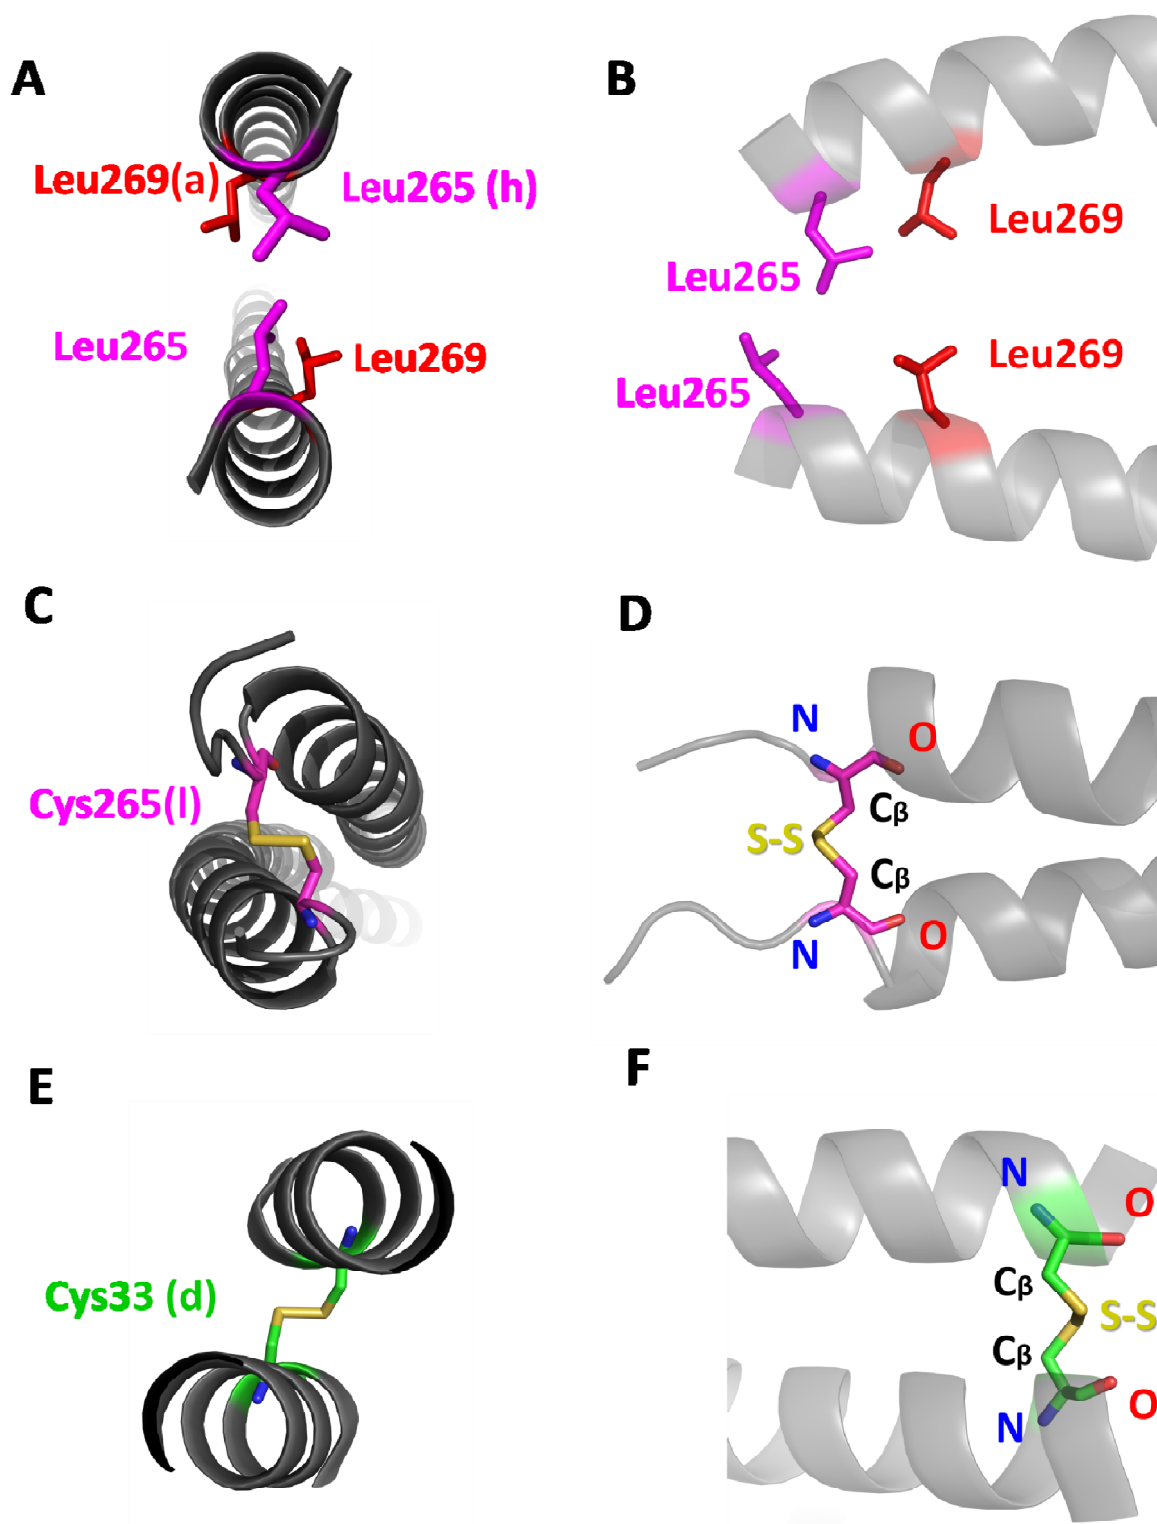 A
Leu269(a)
Leu265 (h)
Leu265
Leu269
B
Leu269
Leu265
Leu269
Leu265
C
Cys265(l)
D
N
O
Cβ
S-S
Cβ
N
O
E
Cys33 (d)
F
N
O
Cβ
S-S
Cβ
N
O